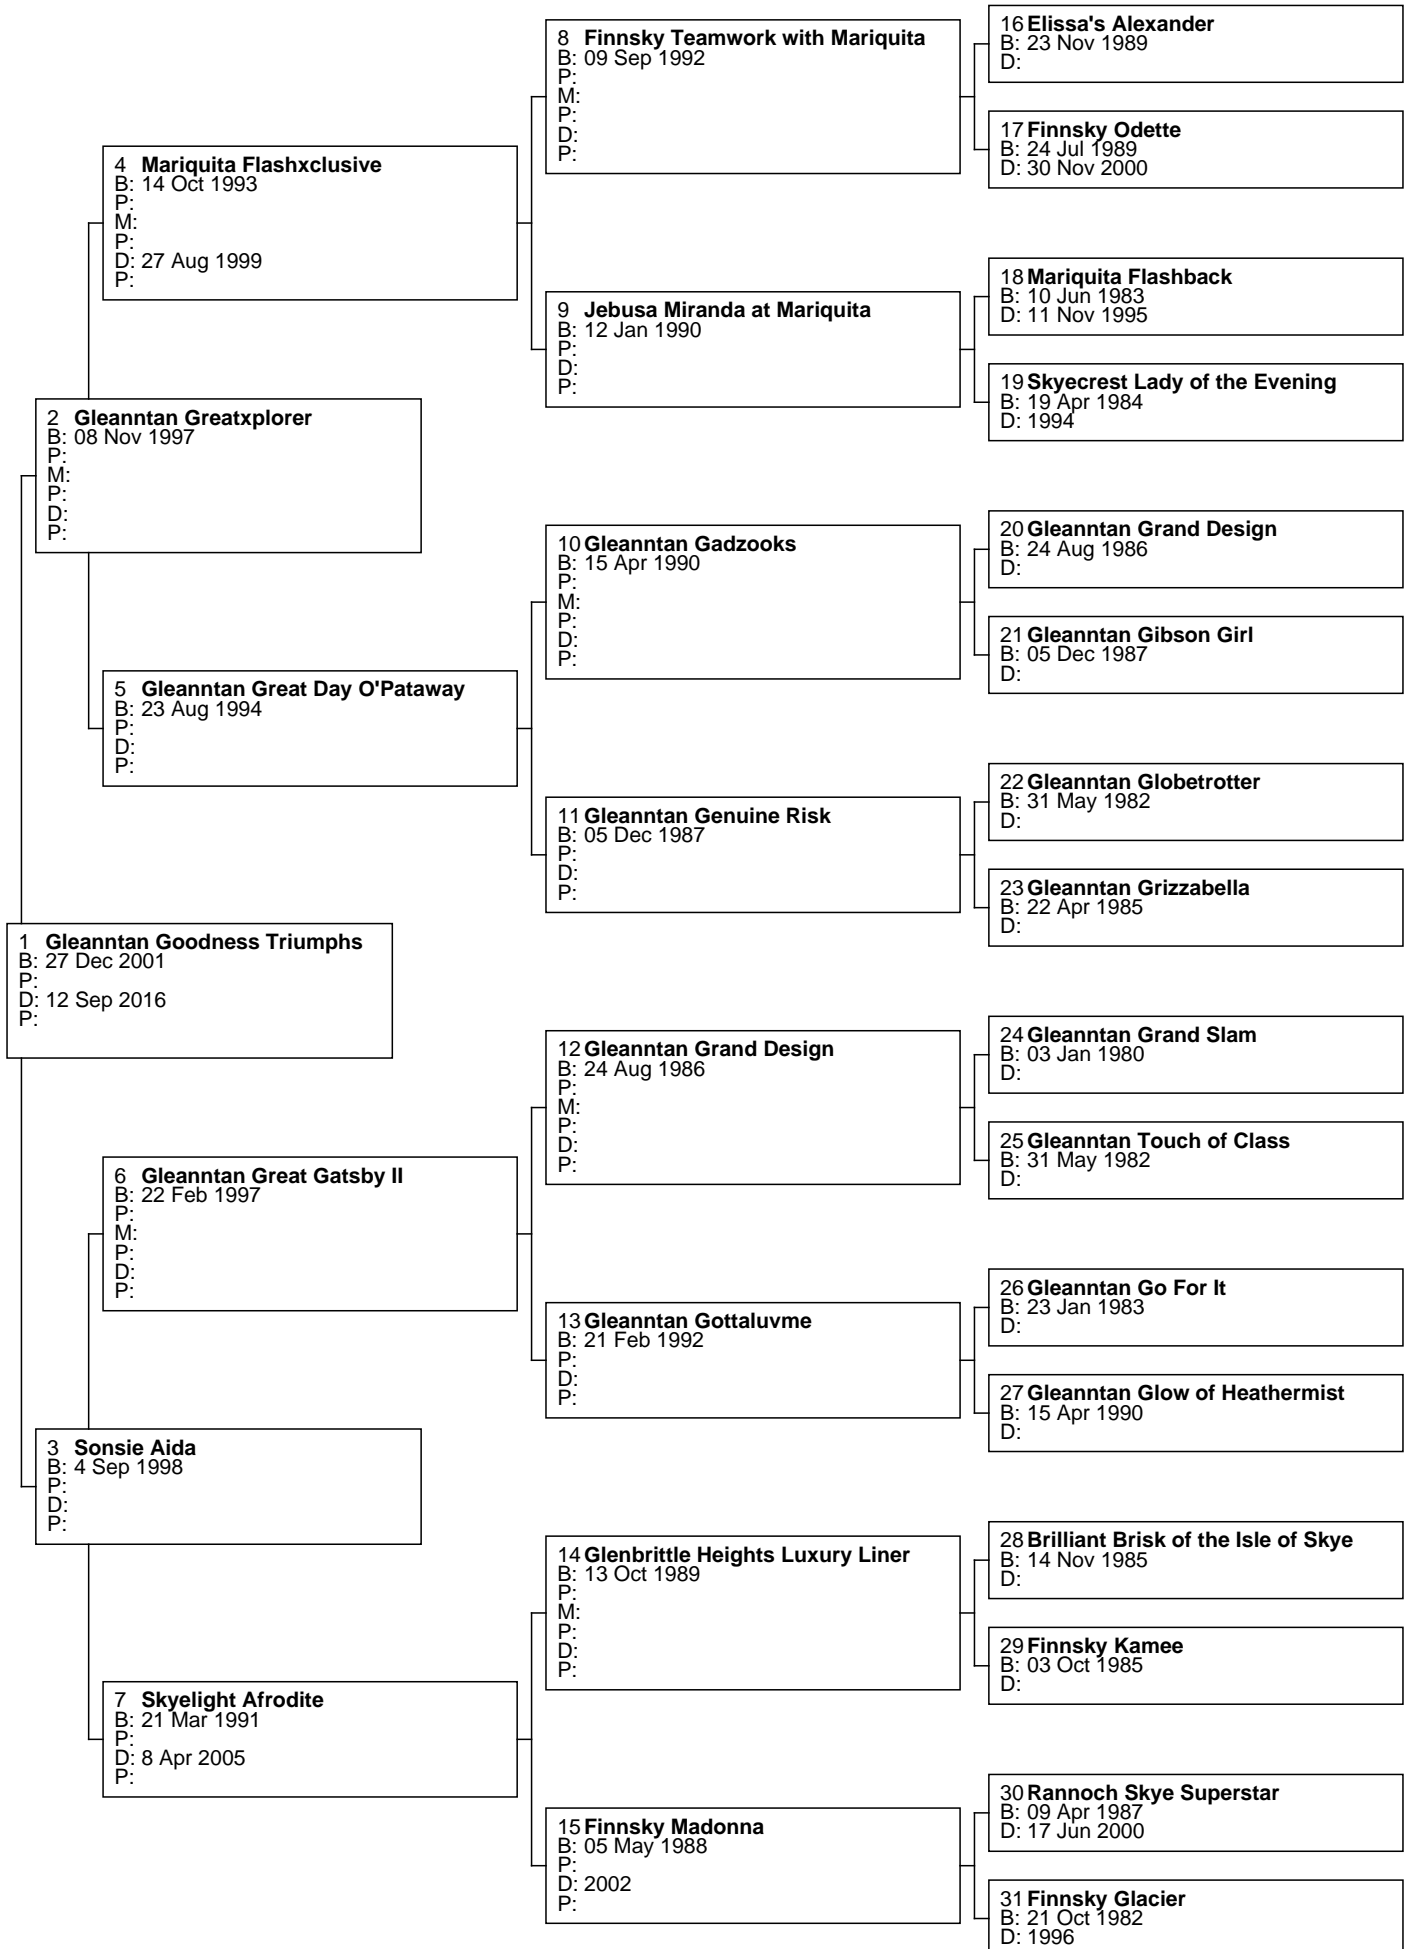 8 Finnsky Teamwork with Mariquita
B: 09 Sep 1992
P:
M:
P:
D:
P:
16 Elissa's Alexander
B: 23 Nov 1989
D:
17 Finnsky Odette
B: 24 Jul 1989
D: 30 Nov 2000
4 Mariquita Flashxclusive
B: 14 Oct 1993
P:
M:
P:
D: 27 Aug 1999
P:
9 Jebusa Miranda at Mariquita
B: 12 Jan 1990
P:
D:
P:
18 Mariquita Flashback
B: 10 Jun 1983
D: 11 Nov 1995
19 Skyecrest Lady of the Evening
B: 19 Apr 1984
D: 1994
2 Gleanntan Greatxplorer
B: 08 Nov 1997
P:
M:
P:
D:
P:
10 Gleanntan Gadzooks
B: 15 Apr 1990
P:
M:
P:
D:
P:
20 Gleanntan Grand Design
B: 24 Aug 1986
D:
21 Gleanntan Gibson Girl
B: 05 Dec 1987
D:
5 Gleanntan Great Day O'Pataway
B: 23 Aug 1994
P:
D:
P:
11 Gleanntan Genuine Risk
B: 05 Dec 1987
P:
D:
P:
22 Gleanntan Globetrotter
B: 31 May 1982
D:
23 Gleanntan Grizzabella
B: 22 Apr 1985
D:
1 Gleanntan Goodness Triumphs
B: 27 Dec 2001
P:
D: 12 Sep 2016
P:
12 Gleanntan Grand Design
B: 24 Aug 1986
P:
M:
P:
D:
P:
24 Gleanntan Grand Slam
B: 03 Jan 1980
D:
25 Gleanntan Touch of Class
B: 31 May 1982
D:
6 Gleanntan Great Gatsby II
B: 22 Feb 1997
P:
M:
P:
D:
P:
13 Gleanntan Gottaluvme
B: 21 Feb 1992
P:
D:
P:
26 Gleanntan Go For It
B: 23 Jan 1983
D:
27 Gleanntan Glow of Heathermist
B: 15 Apr 1990
D:
3 Sonsie Aida
B: 4 Sep 1998
P:
D:
P:
14 Glenbrittle Heights Luxury Liner
B: 13 Oct 1989
P:
M:
P:
D:
P:
28 Brilliant Brisk of the Isle of Skye
B: 14 Nov 1985
D:
29 Finnsky Kamee
B: 03 Oct 1985
D:
7 Skyelight Afrodite
B: 21 Mar 1991
P:
D: 8 Apr 2005
P:
15 Finnsky Madonna
B: 05 May 1988
P:
D: 2002
P:
30 Rannoch Skye Superstar
B: 09 Apr 1987
D: 17 Jun 2000
31 Finnsky Glacier
B: 21 Oct 1982
D: 1996